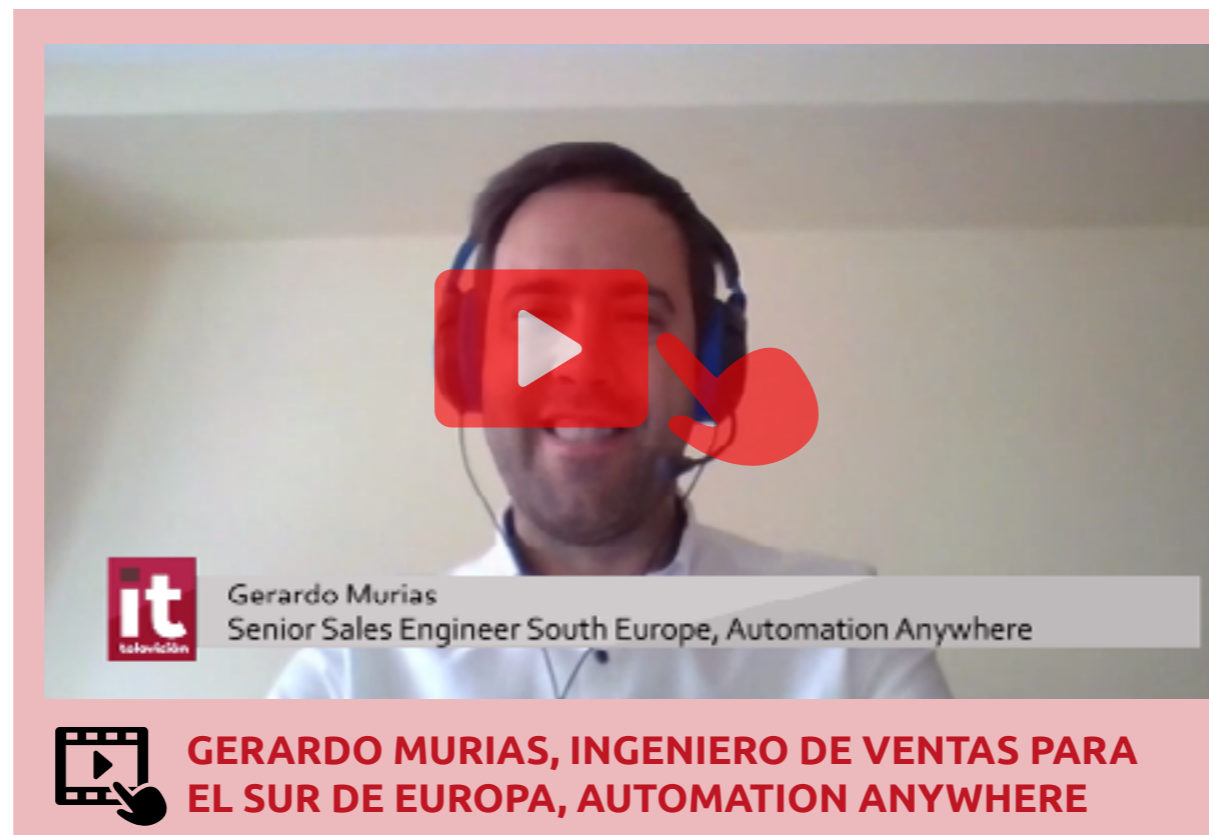 it
televisión
Gerardo Murias
Senior Sales Engineer South Europe, Automation Anywhere
GERARDO MURIAS, INGENIERO DE VENTAS PARA
EL SUR DE EUROPA, AUTOMATION ANYWHERE